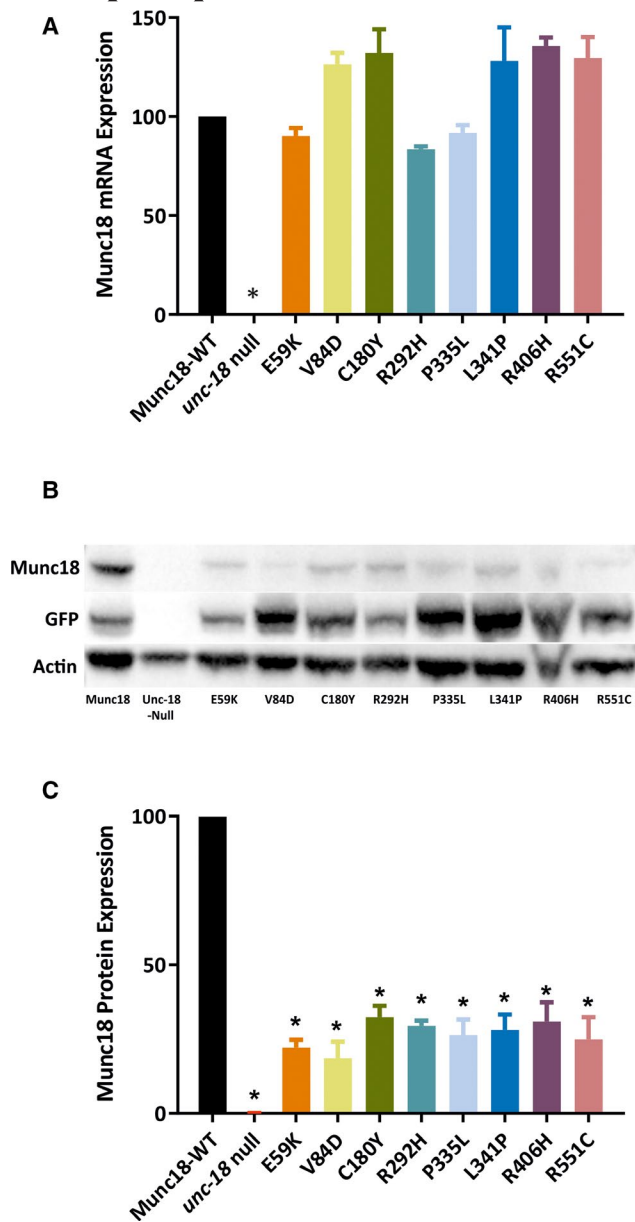 A
Munc18 mRNA Expression
150
100
50
0
*
Munc18-WT
unc-18 null
E59K
V84D
C180Y
R292H
P335L
L341P
R406H
R551C
B
Munc18
GFP
Actin
Munc18 Unc-18 E59K V84D C180Y R292H P335L L341P R406H R551C
-Null
C
Munc18 Protein Expression
100
50
0
* * * * * * * * *
Munc18-WT
unc-18 null
E59K
V84D
C180Y
R292H
P335L
L341P
R406H
R551C